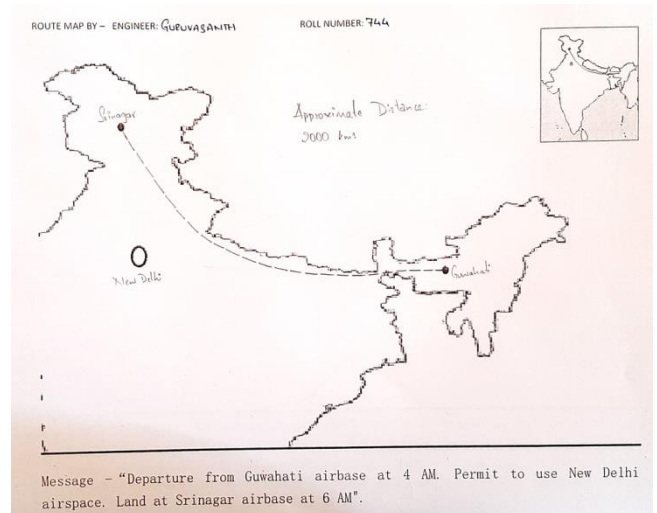 ROUTE MAP BY – ENGINEER: GURUVASANTH
ROLL NUMBER: 744
Srinagar
Approximate Distance:
2000 kms
New Delhi
Guwahati
Message – “Departure from Guwahati airbase at 4 AM. Permit to use New Delhi
airspace. Land at Srinagar airbase at 6 AM”.